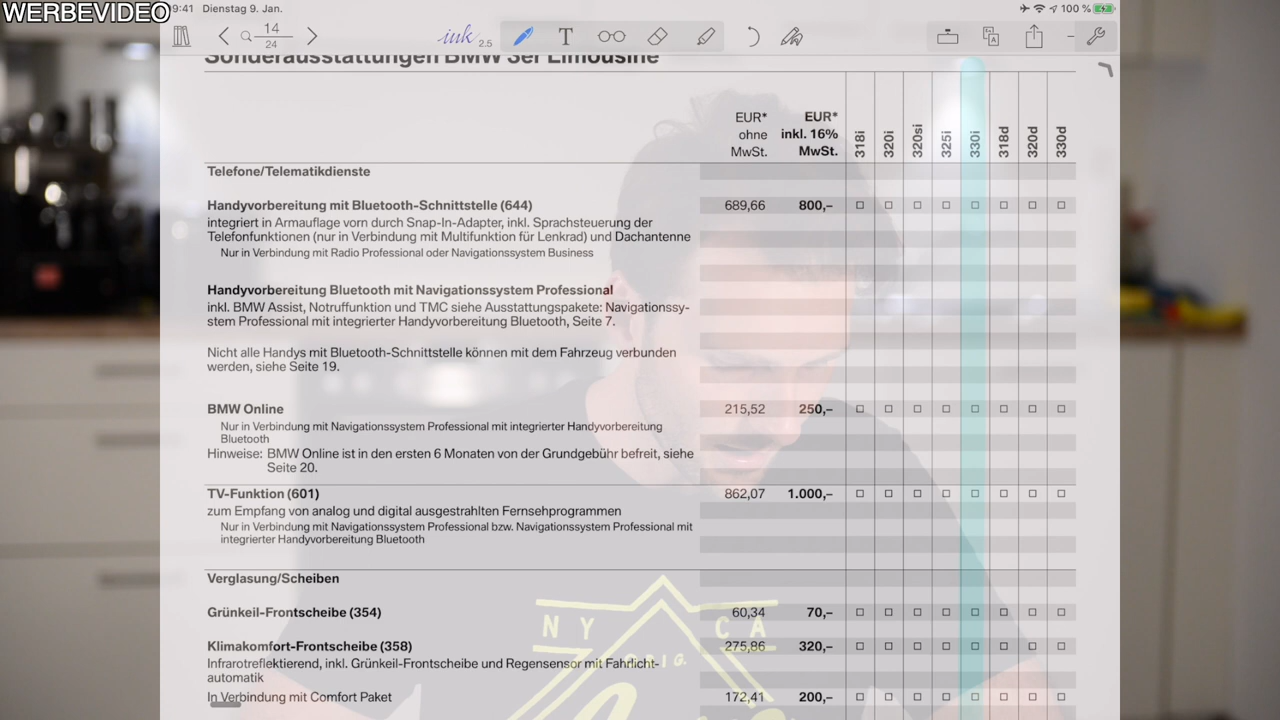 WERBEVIDEO
9:41 Dienstag 9. Jan.
100 %
14
24
ink 2.5
T
Sonderausstattungen BMW 3er Limousine
EUR* ohne MwSt.
EUR* inkl. 16% MwSt.
318i 320i 320si 325i 330i 318d 320d 330d
Telefone/Telematikdienste
Handyvorbereitung mit Bluetooth-Schnittstelle (644) 689,66 800,–
integriert in Armauflage vorn durch Snap-In-Adapter, inkl. Sprachsteuerung der
Telefonfunktionen (nur in Verbindung mit Multifunktion für Lenkrad) und Dachantenne
Nur in Verbindung mit Radio Professional oder Navigationssystem Business
Handyvorbereitung Bluetooth mit Navigationssystem Professional
inkl. BMW Assist, Notruffunktion und TMC siehe Ausstattungspakete: Navigationssy-
stem Professional mit integrierter Handyvorbereitung Bluetooth, Seite 7.
Nicht alle Handys mit Bluetooth-Schnittstelle können mit dem Fahrzeug verbunden
werden, siehe Seite 19.
BMW Online 215,52 250,–
Nur in Verbindung mit Navigationssystem Professional mit integrierter Handyvorbereitung
Bluetooth
Hinweise: BMW Online ist in den ersten 6 Monaten von der Grundgebühr befreit, siehe
Seite 20.
TV-Funktion (601) 862,07 1.000,–
zum Empfang von analog und digital ausgestrahlten Fernsehprogrammen
Nur in Verbindung mit Navigationssystem Professional bzw. Navigationssystem Professional mit
integrierter Handyvorbereitung Bluetooth
Verglasung/Scheiben
Grünkeil-Frontscheibe (354) 60,34 70,–
NY CA
Klimakomfort-Frontscheibe (358) 275,86 320,–
Infrarotreflektierend, inkl. Grünkeil-Frontscheibe und Regensensor mit Fahrlicht-
automatik
In Verbindung mit Comfort Paket 172,41 200,–